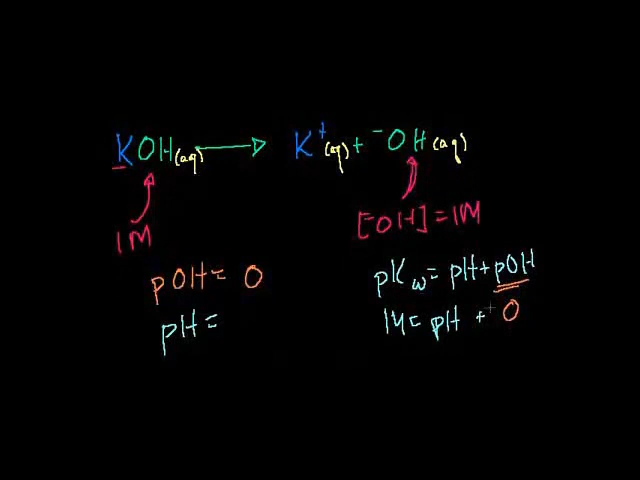 KOH(aq) → K⁺(aq) + ⁻OH(aq)
1M
[⁻OH] = 1M
pOH = 0
pKw = pH + pOH
pH =
14 = pH + 0